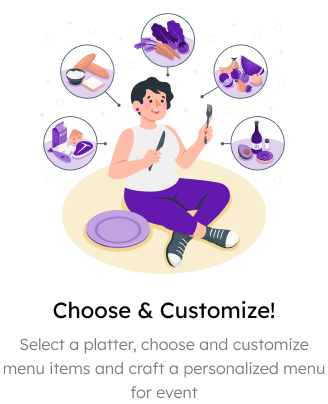 Choose & Customize!
Select a platter, choose and customize
menu items and craft a personalized menu
for event